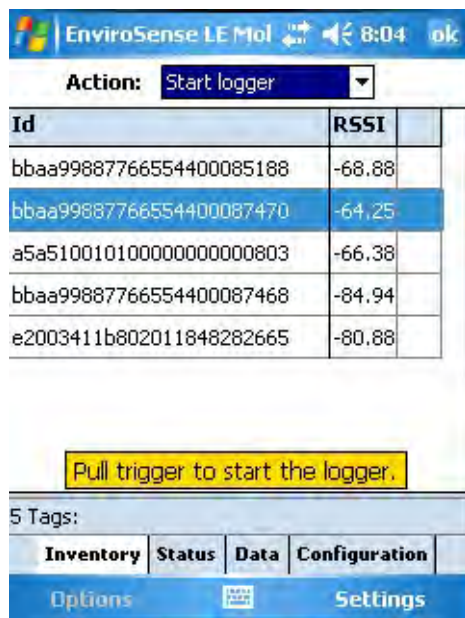 EnviroSense LE Mol 8:04 ok
Action: Start logger
Id RSSI
bbaa99887766554400085188 -68.88
bbaa99887766554400087470 -64.25
a5a510010100000000000803 -66.38
bbaa99887766554400087468 -84.94
e2003411b802011848282665 -80.88
Pull trigger to start the logger.
5 Tags:
Inventory Status Data Configuration
Options Settings